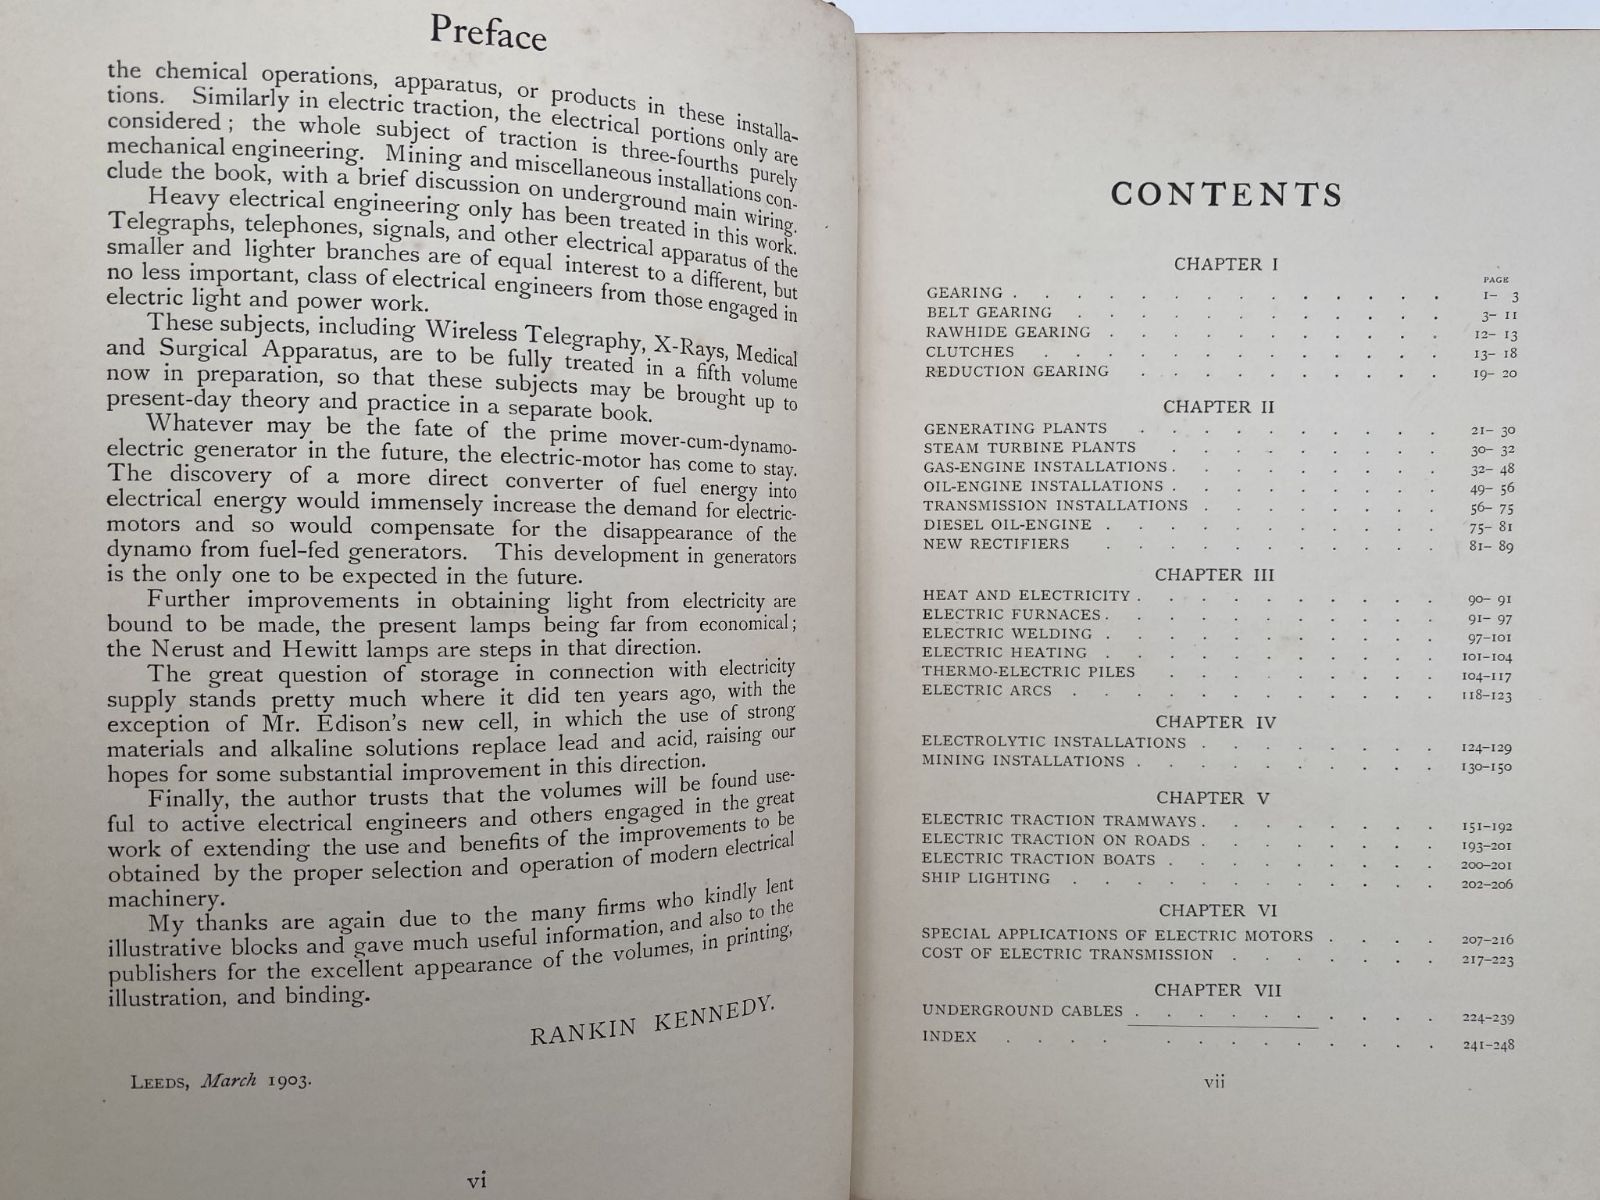 Preface
the chemical operations, apparatus, or products in these installa-
tions. Similarly in electric traction, the electrical portions only are
considered; the whole subject of traction is three-fourths purely
mechanical engineering. Mining and miscellaneous installations con-
clude the book, with a brief discussion on underground main wiring.
Heavy electrical engineering only has been treated in this work.
Telegraphs, telephones, signals, and other electrical apparatus of the
smaller and lighter branches are of equal interest to a different, but
no less important, class of electrical engineers from those engaged in
electric light and power work.
These subjects, including Wireless Telegraphy, X-Rays, Medical
and Surgical Apparatus, are to be fully treated in a fifth volume
now in preparation, so that these subjects may be brought up to
present-day theory and practice in a separate book.
Whatever may be the fate of the prime mover-cum-dynamo-
electric generator in the future, the electric-motor has come to stay.
The discovery of a more direct converter of fuel energy into
electrical energy would immensely increase the demand for electric-
motors and so would compensate for the disappearance of the
dynamo from fuel-fed generators. This development in generators
is the only one to be expected in the future.
Further improvements in obtaining light from electricity are
bound to be made, the present lamps being far from economical;
the Nerust and Hewitt lamps are steps in that direction.
The great question of storage in connection with electricity
supply stands pretty much where it did ten years ago, with the
exception of Mr. Edison's new cell, in which the use of strong
materials and alkaline solutions replace lead and acid, raising our
hopes for some substantial improvement in this direction.
Finally, the author trusts that the volumes will be found use-
ful to active electrical engineers and others engaged in the great
work of extending the use and benefits of the improvements to be
obtained by the proper selection and operation of modern electrical
machinery.
My thanks are again due to the many firms who kindly lent
illustrative blocks and gave much useful information, and also to the
publishers for the excellent appearance of the volumes, in printing,
illustration, and binding.
RANKIN KENNEDY.
LEEDS, March 1903.
vi
CONTENTS
CHAPTER I
PAGE
GEARING . . . . . . . . . . . . . . 1– 3
BELT GEARING . . . . . . . . . . . . 3– 11
RAWHIDE GEARING . . . . . . . . . . . 12– 13
CLUTCHES . . . . . . . . . . . . . 13– 18
REDUCTION GEARING . . . . . . . . . . 19– 20
CHAPTER II
GENERATING PLANTS . . . . . . . . . . 21– 30
STEAM TURBINE PLANTS . . . . . . . . . 30– 32
GAS-ENGINE INSTALLATIONS . . . . . . . . . 32– 48
OIL-ENGINE INSTALLATIONS . . . . . . . . . 49– 56
TRANSMISSION INSTALLATIONS . . . . . . . . 56– 75
DIESEL OIL-ENGINE . . . . . . . . . . . 75– 81
NEW RECTIFIERS . . . . . . . . . . . 81– 89
CHAPTER III
HEAT AND ELECTRICITY . . . . . . . . . . 90– 91
ELECTRIC FURNACES . . . . . . . . . . . 91– 97
ELECTRIC WELDING . . . . . . . . . . . 97–101
ELECTRIC HEATING . . . . . . . . . . . 101–104
THERMO-ELECTRIC PILES . . . . . . . . . . 104–117
ELECTRIC ARCS . . . . . . . . . . . . 118–123
CHAPTER IV
ELECTROLYTIC INSTALLATIONS . . . . . . . . 124–129
MINING INSTALLATIONS . . . . . . . . . . 130–150
CHAPTER V
ELECTRIC TRACTION TRAMWAYS . . . . . . . . 151–192
ELECTRIC TRACTION ON ROADS . . . . . . . . 193–201
ELECTRIC TRACTION BOATS . . . . . . . . . 200–201
SHIP LIGHTING . . . . . . . . . . . . 202–206
CHAPTER VI
SPECIAL APPLICATIONS OF ELECTRIC MOTORS . . . . 207–216
COST OF ELECTRIC TRANSMISSION . . . . . . . 217–223
CHAPTER VII
UNDERGROUND CABLES . . . . . . . . . . 224–239
INDEX . . . . . . . . . . . . . 241–248
vii